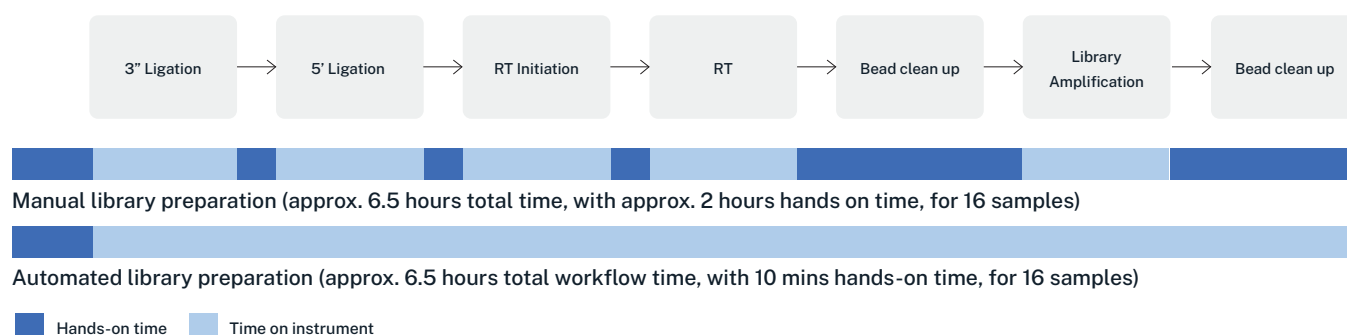 3” Ligation
5’ Ligation
RT Initiation
RT
Bead clean up
Library
Amplification
Bead clean up
Manual library preparation (approx. 6.5 hours total time, with approx. 2 hours hands on time, for 16 samples)
Automated library preparation (approx. 6.5 hours total workflow time, with 10 mins hands-on time, for 16 samples)
Hands-on time
Time on instrument